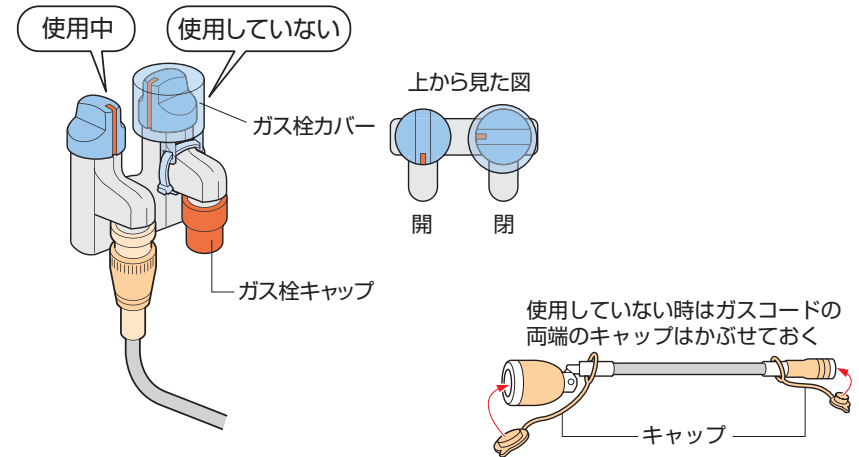 使用中
使用していない
上から見た図
ガス栓カバー
開
閉
ガス栓キャップ
使用していない時はガスコードの
両端のキャップはかぶせておく
キャップ